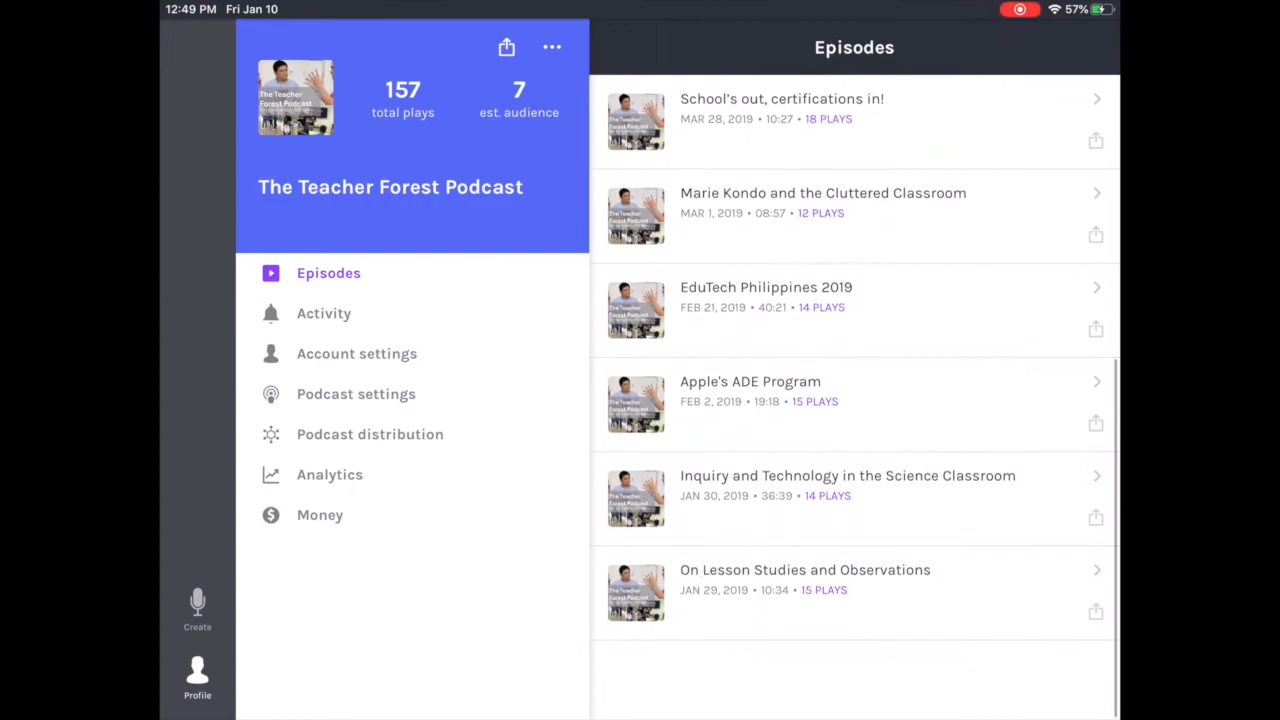 12:49 PM Fri Jan 10
57%
The Teacher
Forest Podcast
157
total plays
7
est. audience
The Teacher Forest Podcast
Episodes
Activity
Account settings
Podcast settings
Podcast distribution
Analytics
Money
Create
Profile
Episodes
School's out, certifications in!
MAR 28, 2019 • 10:27 • 18 PLAYS
Marie Kondo and the Cluttered Classroom
MAR 1, 2019 • 08:57 • 12 PLAYS
EduTech Philippines 2019
FEB 21, 2019 • 40:21 • 14 PLAYS
Apple's ADE Program
FEB 2, 2019 • 19:18 • 15 PLAYS
Inquiry and Technology in the Science Classroom
JAN 30, 2019 • 36:39 • 14 PLAYS
On Lesson Studies and Observations
JAN 29, 2019 • 10:34 • 15 PLAYS